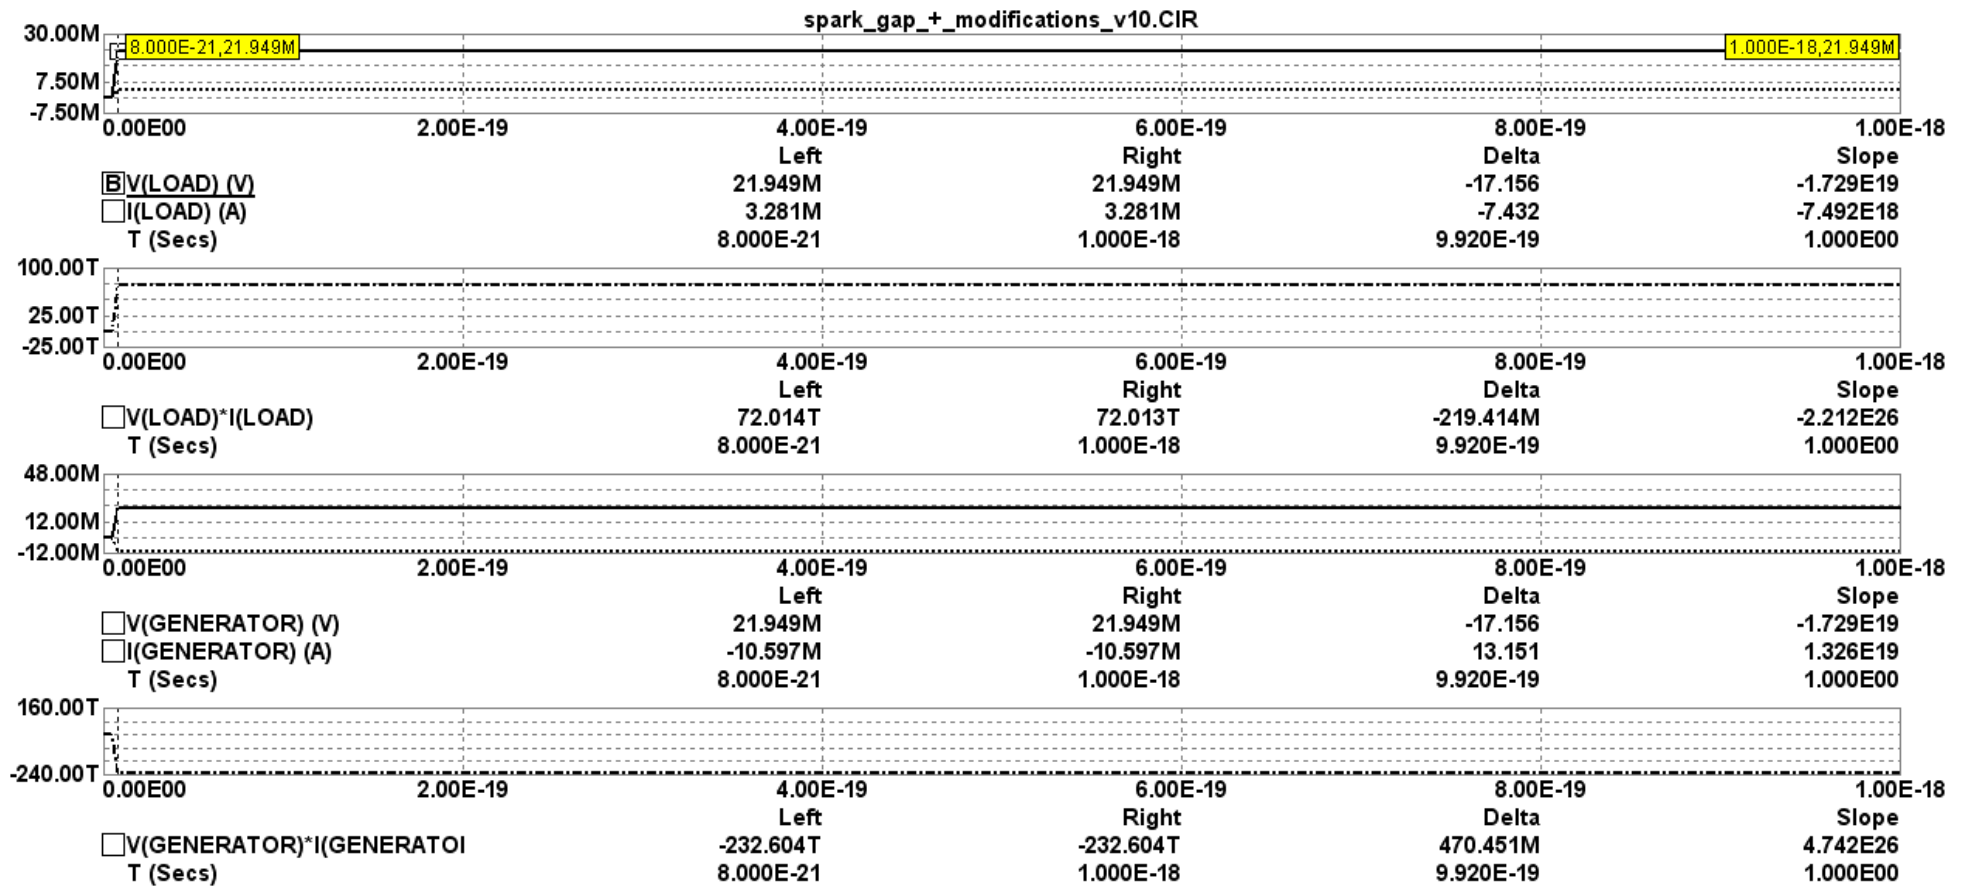 spark_gap_+_modifications_v10.CIR
30.00M
8.000E-21,21.949M 1.000E-18,21.949M
7.50M
-7.50M
0.00E00 2.00E-19 4.00E-19 6.00E-19 8.00E-19 1.00E-18
Left Right Delta Slope
B V(LOAD) (V) 21.949M 21.949M -17.156 -1.729E19
I(LOAD) (A) 3.281M 3.281M -7.432 -7.492E18
T (Secs) 8.000E-21 1.000E-18 9.920E-19 1.000E00
100.00T
25.00T
-25.00T
0.00E00 2.00E-19 4.00E-19 6.00E-19 8.00E-19 1.00E-18
Left Right Delta Slope
V(LOAD)*I(LOAD) 72.014T 72.013T -219.414M -2.212E26
T (Secs) 8.000E-21 1.000E-18 9.920E-19 1.000E00
48.00M
12.00M
-12.00M
0.00E00 2.00E-19 4.00E-19 6.00E-19 8.00E-19 1.00E-18
Left Right Delta Slope
V(GENERATOR) (V) 21.949M 21.949M -17.156 -1.729E19
I(GENERATOR) (A) -10.597M -10.597M 13.151 1.326E19
T (Secs) 8.000E-21 1.000E-18 9.920E-19 1.000E00
160.00T
-240.00T
0.00E00 2.00E-19 4.00E-19 6.00E-19 8.00E-19 1.00E-18
Left Right Delta Slope
V(GENERATOR)*I(GENERATOI -232.604T -232.604T 470.451M 4.742E26
T (Secs) 8.000E-21 1.000E-18 9.920E-19 1.000E00